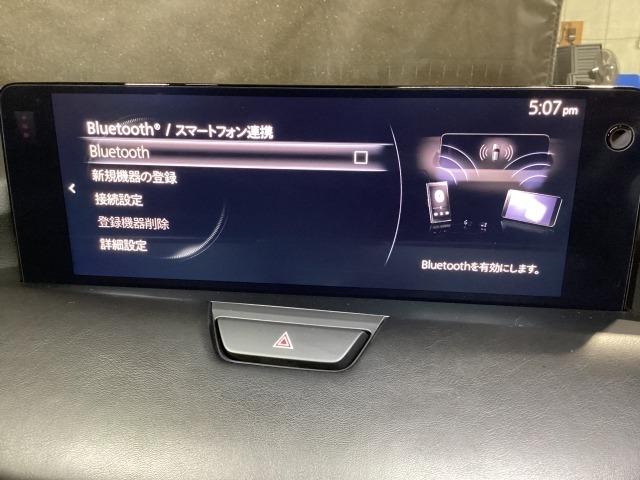 5:07pm
Bluetooth® / スマートフォン連携
Bluetooth
新規機器の登録
接続設定
登録機器削除
詳細設定
Bluetoothを有効にします。